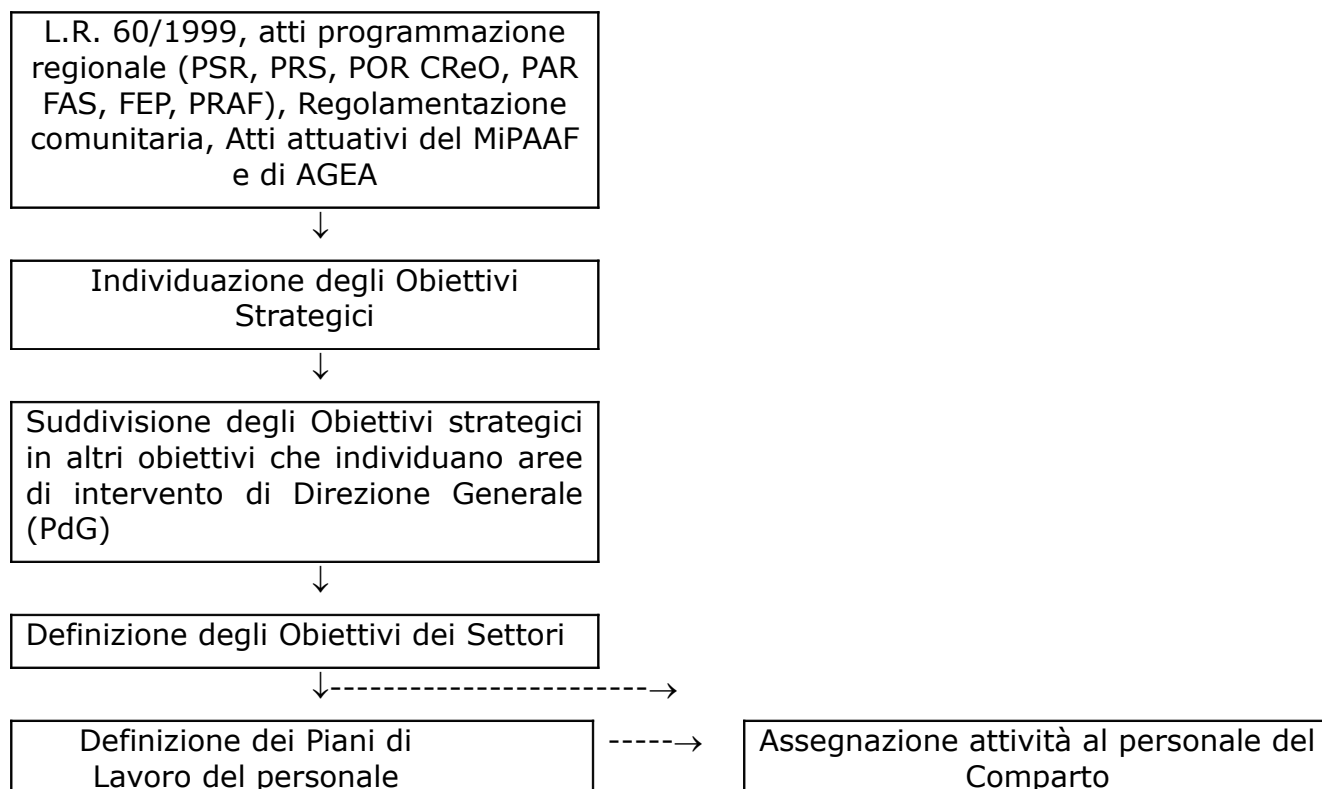 L.R. 60/1999, atti programmazione
regionale (PSR, PRS, POR CReO, PAR
FAS, FEP, PRAF), Regolamentazione
comunitaria, Atti attuativi del MiPAAF
e di AGEA
↓
Individuazione degli Obiettivi
Strategici
↓
Suddivisione degli Obiettivi strategici
in altri obiettivi che individuano aree
di intervento di Direzione Generale
(PdG)
↓
Definizione degli Obiettivi dei Settori
↓------------------------→
Definizione dei Piani di
Lavoro del personale
-----→
Assegnazione attività al personale del
Comparto